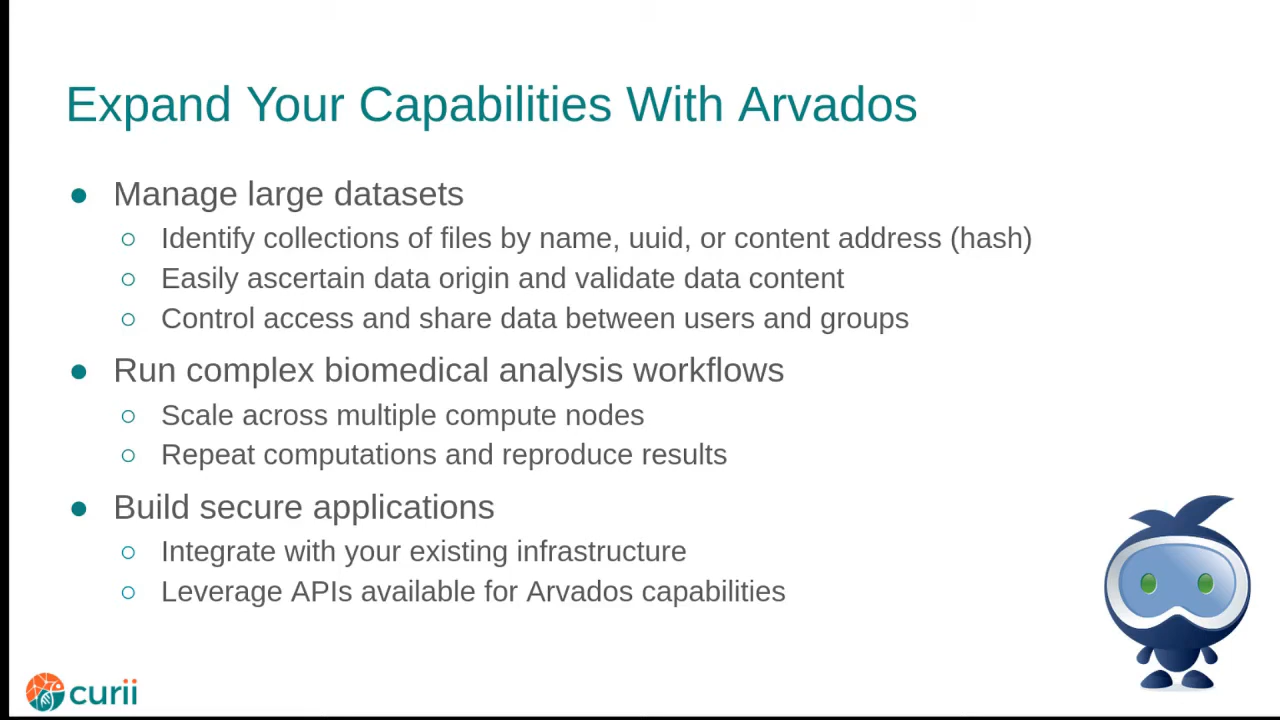 Expand Your Capabilities With Arvados
● Manage large datasets
○ Identify collections of files by name, uuid, or content address (hash)
○ Easily ascertain data origin and validate data content
○ Control access and share data between users and groups
● Run complex biomedical analysis workflows
○ Scale across multiple compute nodes
○ Repeat computations and reproduce results
● Build secure applications
○ Integrate with your existing infrastructure
○ Leverage APIs available for Arvados capabilities
curii